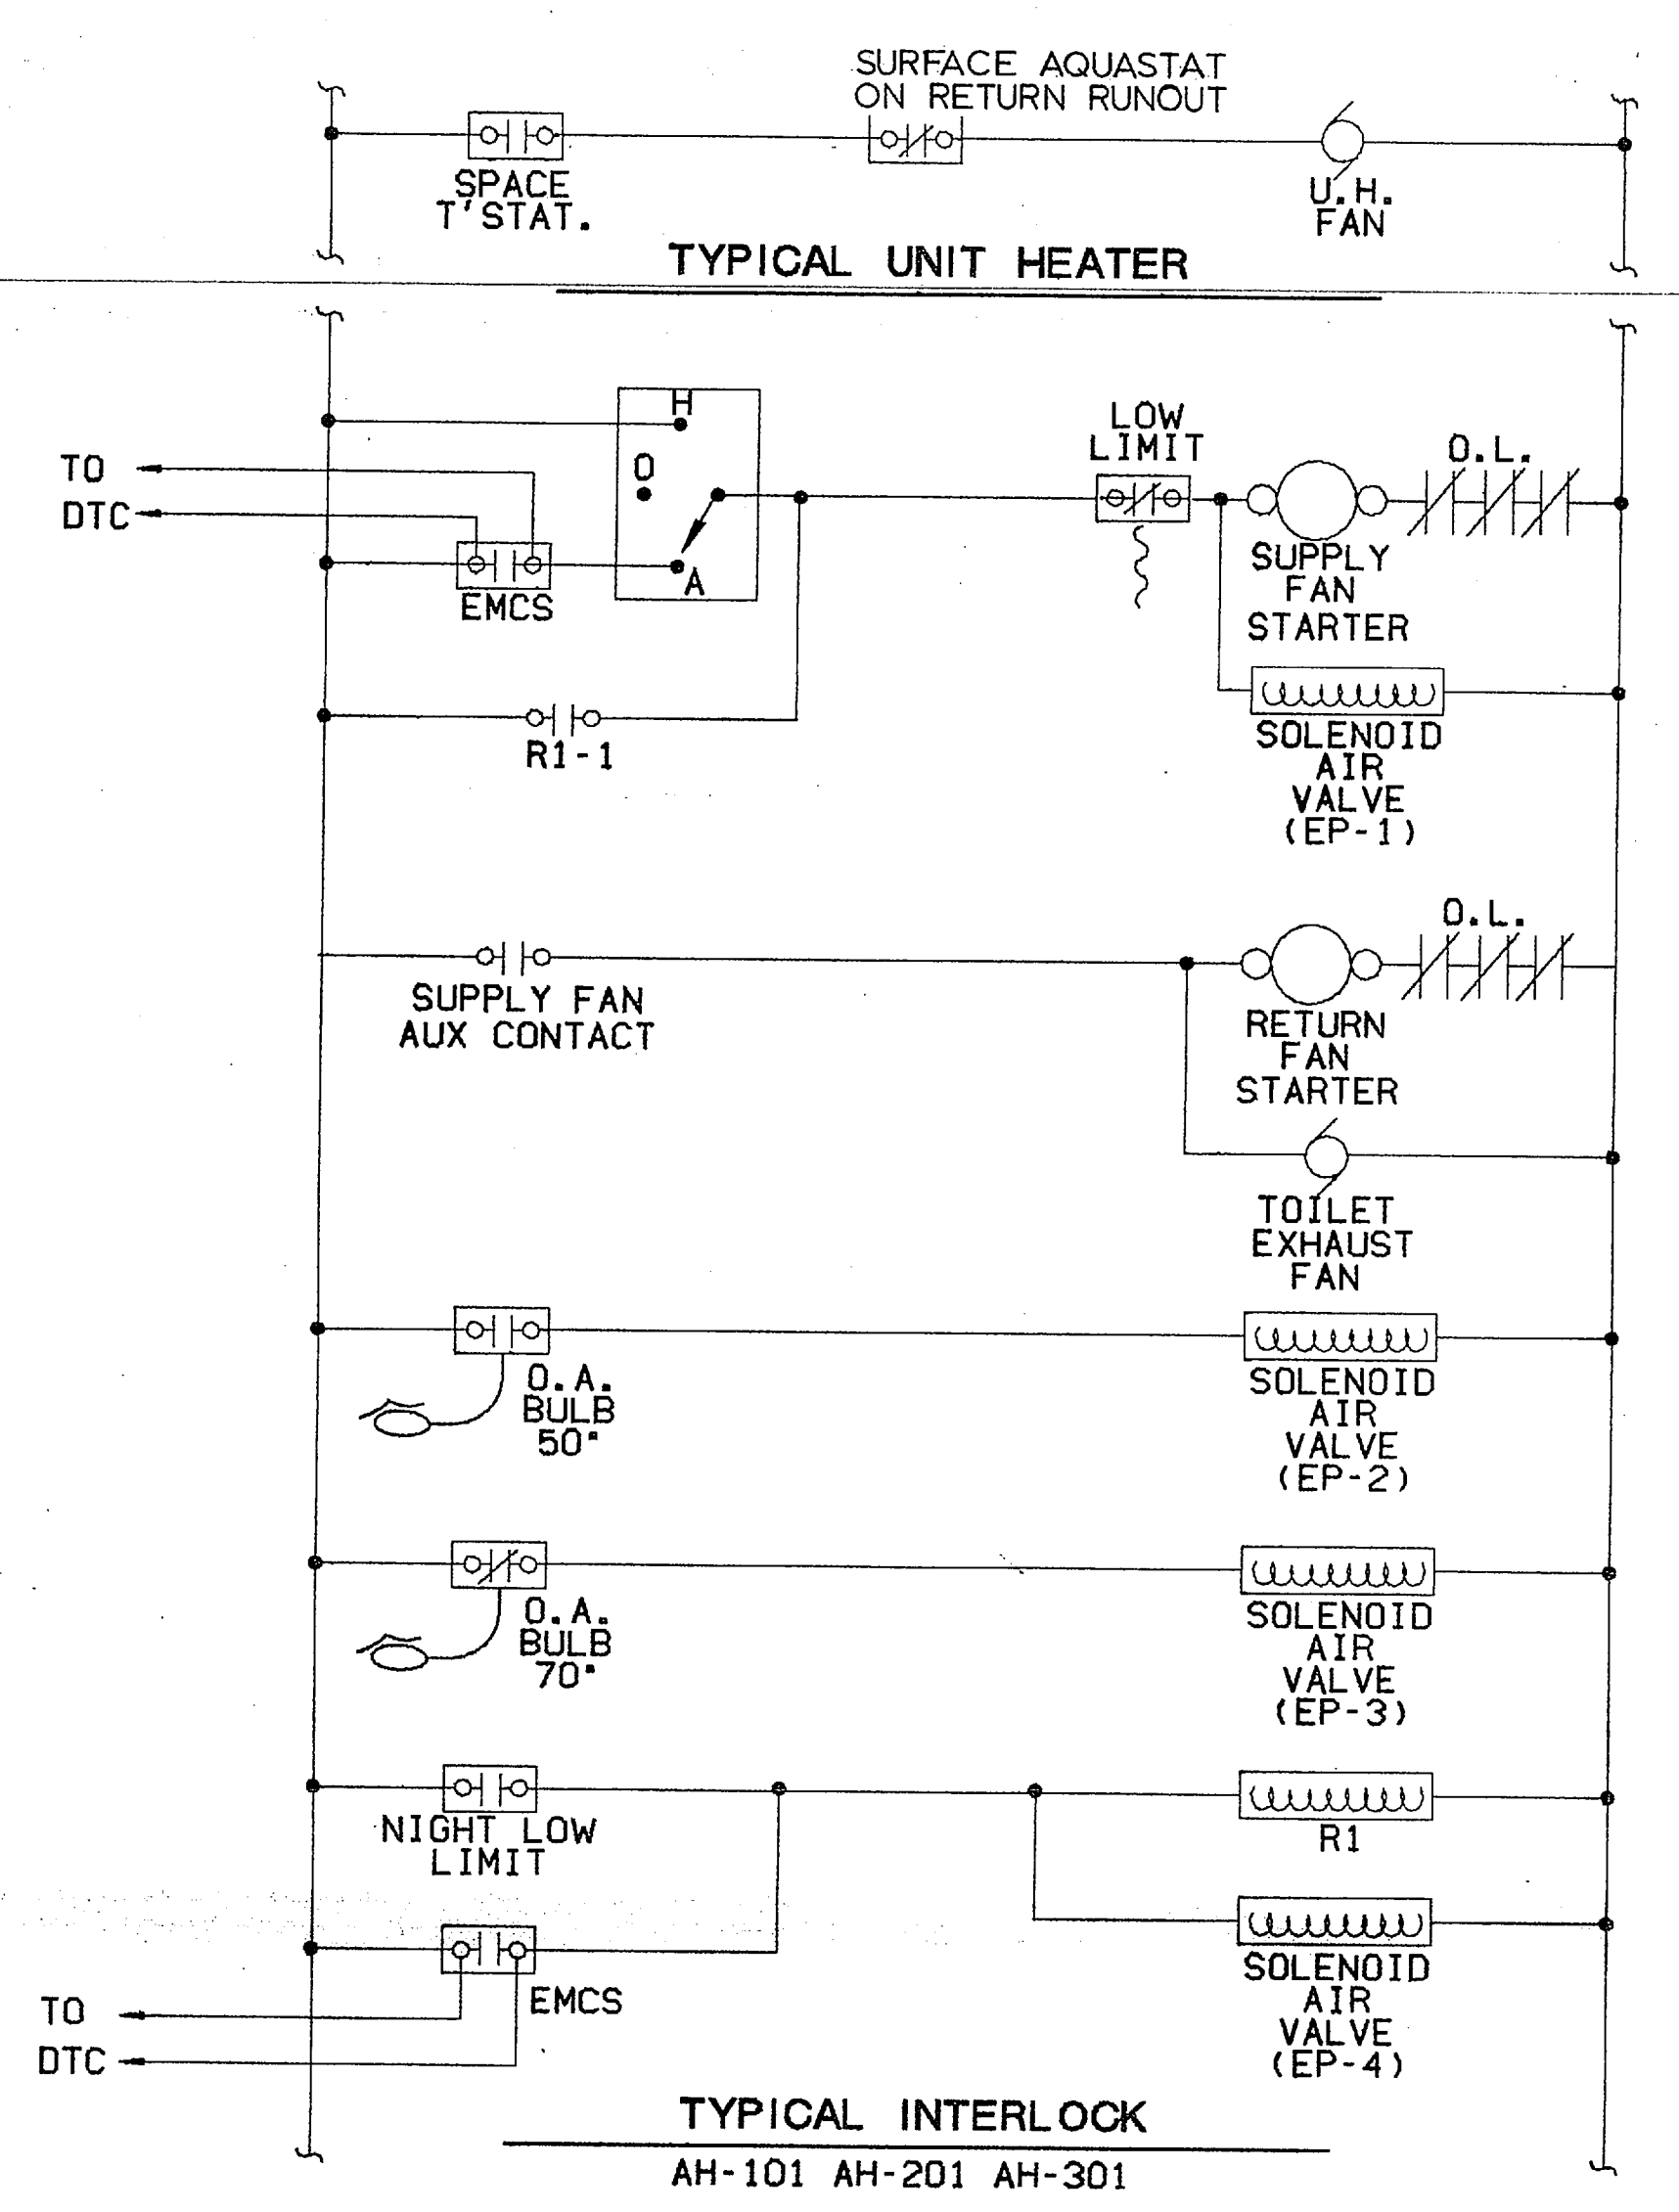 SURFACE AQUASTAT
ON RETURN RUNOUT
SPACE
T'STAT.
U.H.
FAN
TYPICAL UNIT HEATER
H
O
A
TO
DTC
EMCS
LOW
LIMIT
O.L.
SUPPLY
FAN
STARTER
R1-1
SOLENOID
AIR
VALVE
(EP-1)
O.L.
SUPPLY FAN
AUX CONTACT
RETURN
FAN
STARTER
TOILET
EXHAUST
FAN
O.A.
BULB
50°
SOLENOID
AIR
VALVE
(EP-2)
O.A.
BULB
70°
SOLENOID
AIR
VALVE
(EP-3)
NIGHT LOW
LIMIT
R1
EMCS
TO
DTC
SOLENOID
AIR
VALVE
(EP-4)
TYPICAL INTERLOCK
AH-101 AH-201 AH-301